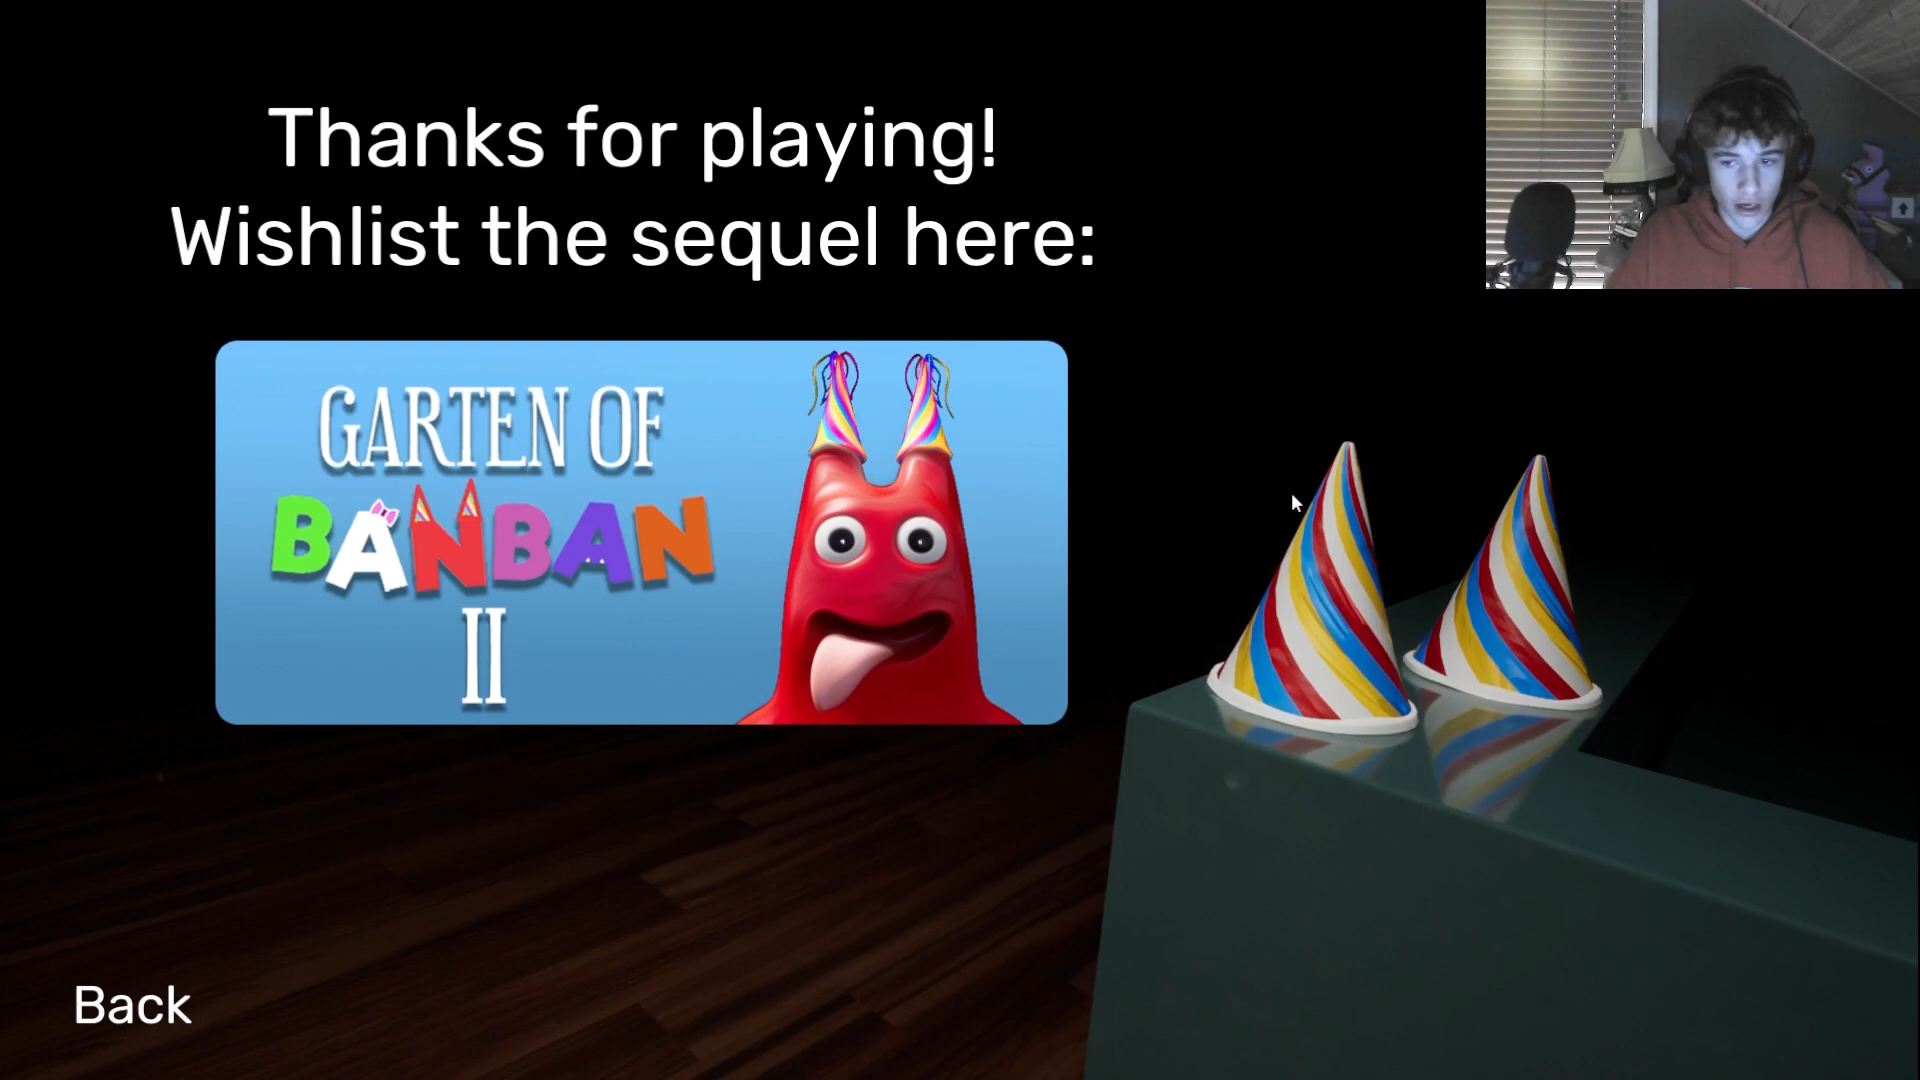 Thanks for playing!
Wishlist the sequel here:
GARTEN OF
BANBAN
II
Back